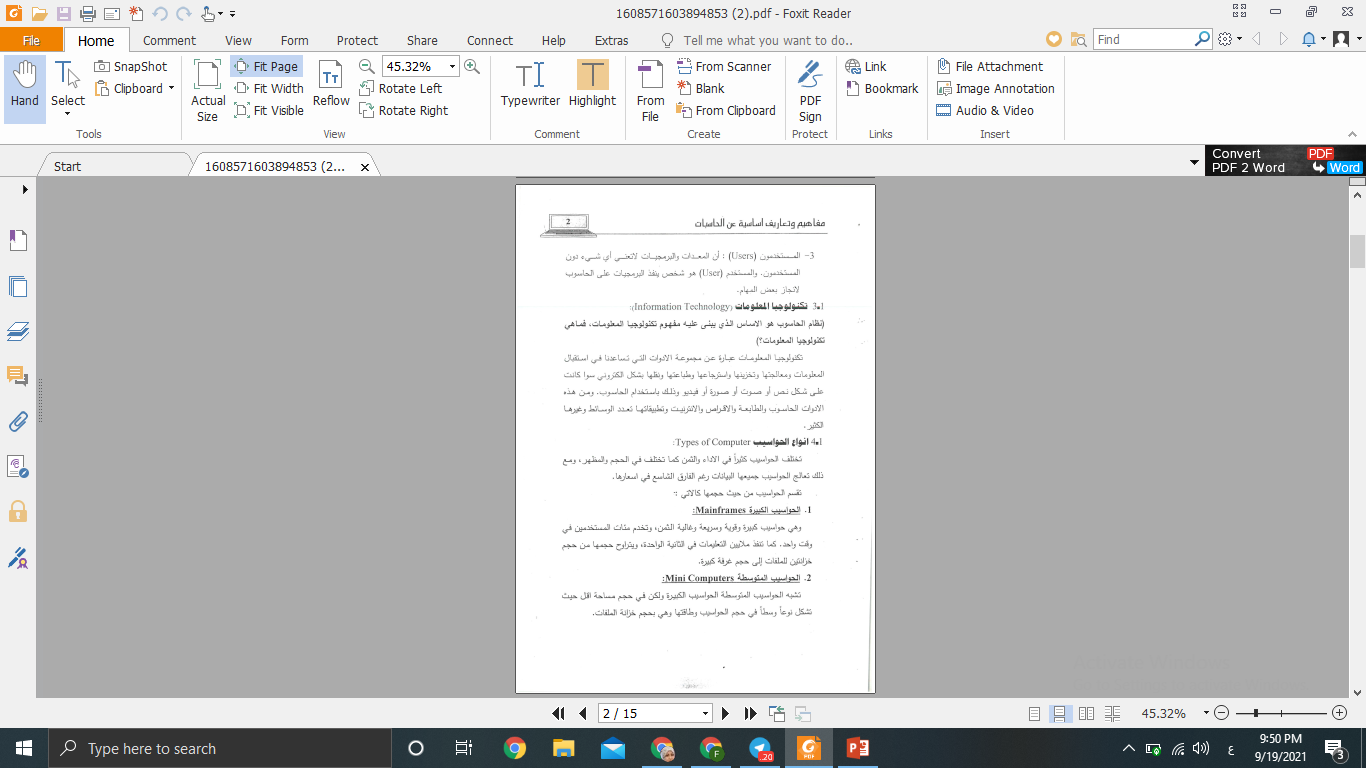 1608571603894853 (2).pdf - Foxit Reader
File Home Comment View Form Protect Share Connect Help Extras Tell me what you want to do.. Find
Hand
Select
SnapShot
Clipboard
Tools
Actual Size
Fit Page
Fit Width
Fit Visible
Reflow
45.32%
Rotate Left
Rotate Right
View
Typewriter
Highlight
Comment
From File
From Scanner
Blank
From Clipboard
Create
PDF Sign
Protect
Link
Bookmark
Links
File Attachment
Image Annotation
Audio & Video
Insert
Start
1608571603894853 (2...
Convert PDF
PDF 2 Word Word
مفاهيم وتعاريف اساسية عن الحاسبات
2
3- المستخدمون (Users) : أن المعدات والبرمجيات لاتعني أي شيء دون
المستخدمون. والمستخدم (User) هو شخص ينفذ البرمجيات على الحاسوب
لانجاز بعض المهام.
3.1 تكنولوجيا المعلومات (Information Technology):
(نظام الحاسوب هو الاساس الذي يبنى عليه مفهوم تكنولوجيا المعلومات، فماهي
تكنولوجيا المعلومات؟)
تكنولوجيا المعلومات عبارة عن مجموعة الادوات التي تساعدنا في استقبال
المعلومات ومعالجتها وتخزينها واسترجاعها وطباعتها ونقلها بشكل الكتروني سوا كانت
على شكل نص أو صوت أو صورة أو فيديو وذلك باستخدام الحاسوب. ومن هذه
الادوات الحاسوب والطابعة والاقراص والانترنيت وتطبيقاتها تعدد الوسائط وغيرها
الكثير.
4.1 انواع الحواسيب Types of Computer:
تختلف الحواسيب كثيراً في الاداء والثمن كما تختلف في الحجم والمظهر، ومع
ذلك تعالج الحواسيب جميعها البيانات رغم الفارق الشاسع في اسعارها.
تقسم الحواسيب من حيث حجمها كالاتي :
1. الحواسيب الكبيرة Mainframes:
وهي حواسيب كبيرة وقوية وسريعة وغالية الثمن، وتخدم مئات المستخدمين في
وقت واحد. كما تنفذ ملايين التعليمات في الثانية الواحدة، ويتراوح حجمها من حجم
خزانتين للملفات إلى حجم غرفة كبيرة.
2. الحواسيب المتوسطة Mini Computers:
تشبه الحواسيب المتوسطة الحواسيب الكبيرة ولكن في حجم مساحة اقل حيث
تشكل نوعاً وسطاً في حجم الحواسيب وطاقتها وهي بحجم خزانة الملفات.
2 / 15
45.32%
Type here to search
.20
PDF
ع
9:50 PM
9/19/2021
3